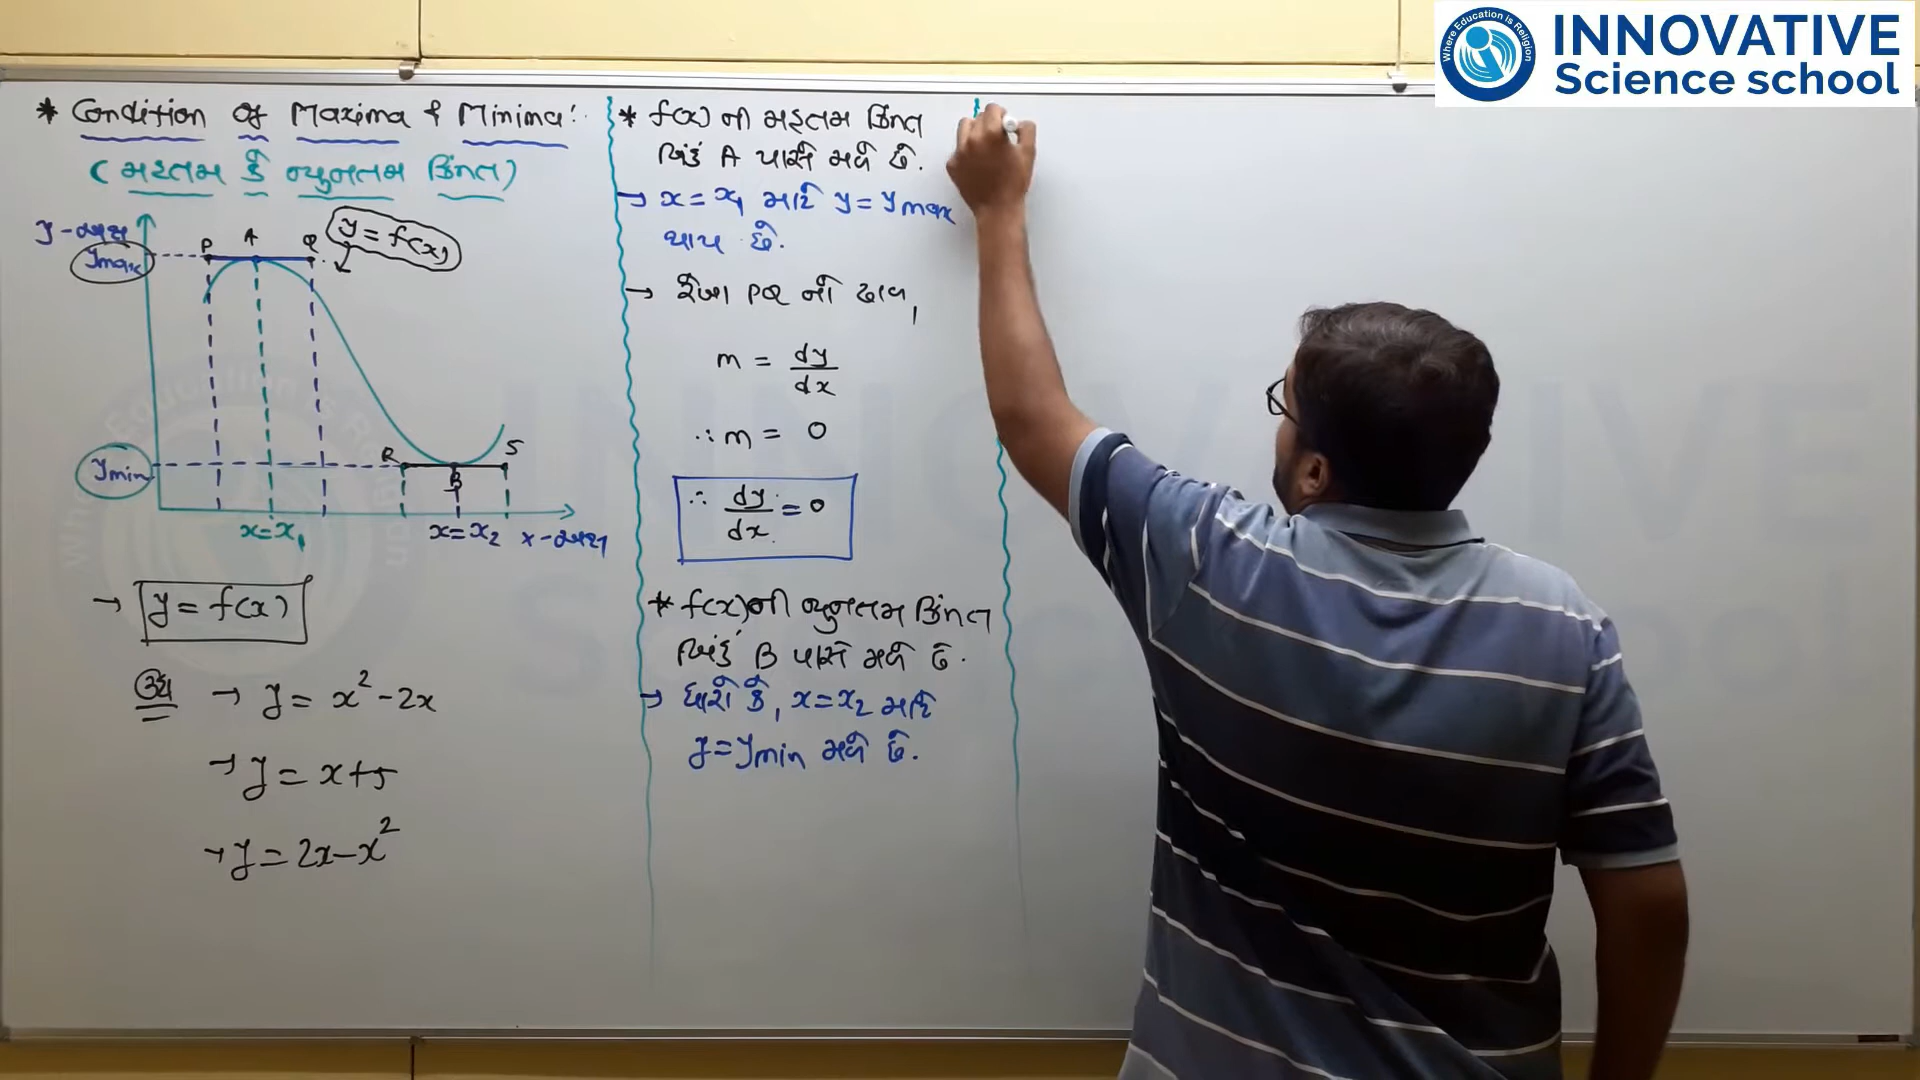 Where Education is Religion
INNOVATIVE
Science school
* Condition of Maxima & Minima:
(મહત્તમ કે ન્યુનતમ કિંમત)
y-અક્ષ
ymax
P A Q
y = f(x)
ymin
R B S
x=x₁ x=x₂ x-અક્ષ
→ y = f(x)
ઉદા → y = x² - 2x
→ y = x+5
→ y = 2x-x²
* f(x) ની મહત્તમ કિંમત
બિંદુ A પાસે મળે છે.
→ x = x₁ માટે y = ymax
થાય છે.
→ રેખા PQ નો ઢાળ,
m = dy/dx
∴ m = 0
∴ dy/dx = 0
* f(x)ની ન્યુનતમ કિંમત
બિંદુ B પાસે મળે છે.
→ ધારો કે, x=x₂ માટે
y=ymin મળે છે.